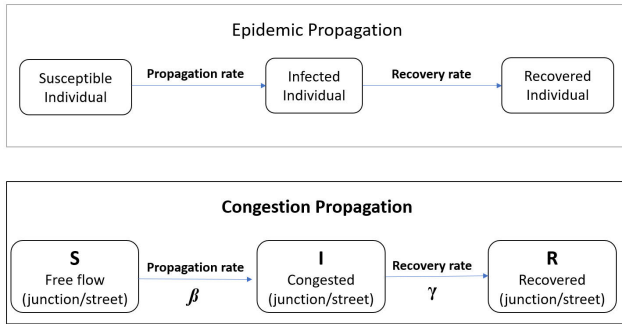 Epidemic Propagation
Susceptible
Individual
Propagation rate
Infected
Individual
Recovery rate
Recovered
Individual
Congestion Propagation
S
Free flow
(junction/street)
Propagation rate
ß
I
Congested
(junction/street)
Recovery rate
γ
R
Recovered
(junction/street)